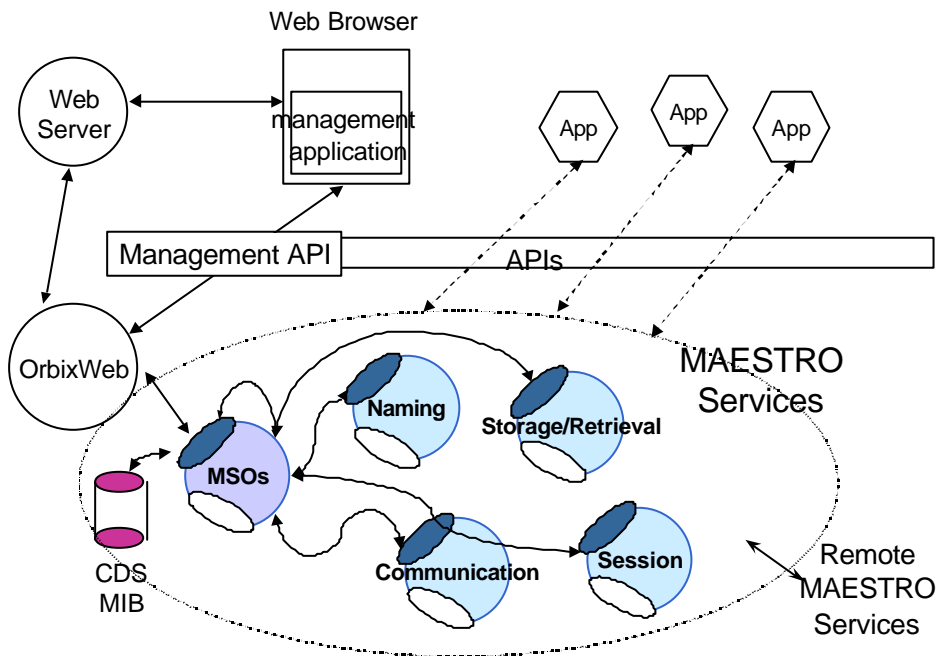 Web Browser
Web
Server
management
application
App
App
App
Management API
APIs
OrbixWeb
MAESTRO
Services
Naming
Storage/Retrieval
MSOs
Communication
Session
CDS
MIB
Remote
MAESTRO
Services